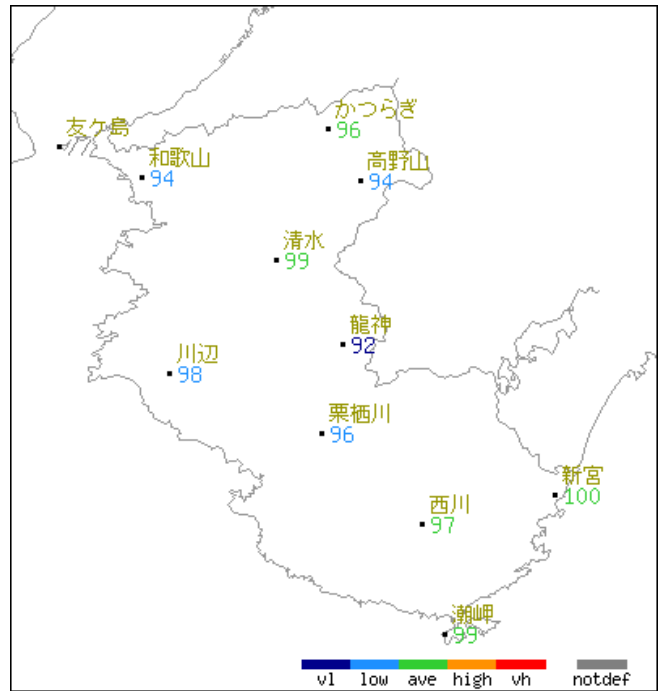 かつらぎ
96
友ケ島
和歌山
94
高野山
94
清水
99
龍神
92
川辺
98
栗栖川
96
新宮
100
西川
97
潮岬
99
vl low ave high vh notdef